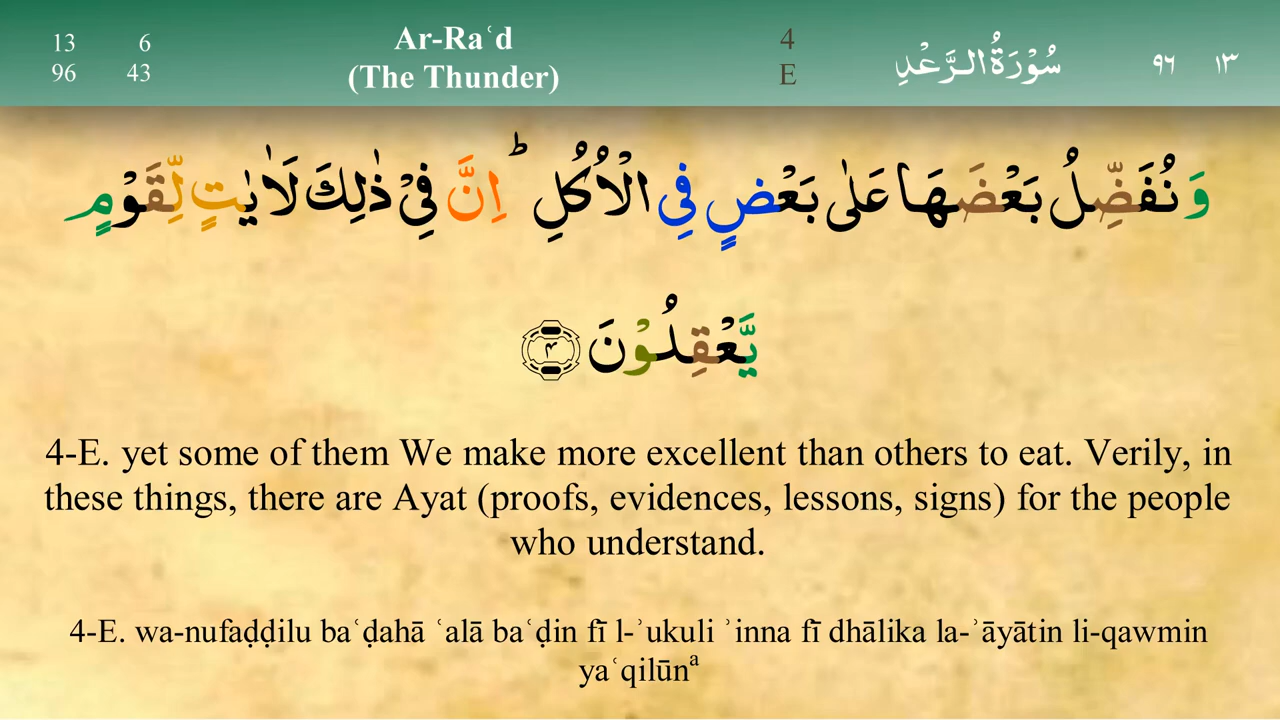 13 6 Ar-Raʿd 4 سُوْرَةُ الرَّعْدِ ٩٦ ١٣
96 43 (The Thunder) E
وَنُفَضِّلُ بَعْضَهَا عَلٰى بَعْضٍ فِى الْاُكُلِ ؕ اِنَّ فِىْ ذٰلِكَ لَاٰيٰتٍ لِّقَوْمٍ
يَّعْقِلُوْنَ ﴿۴﴾
4-E. yet some of them We make more excellent than others to eat. Verily, in
these things, there are Ayat (proofs, evidences, lessons, signs) for the people
who understand.
4-E. wa-nufaḍḍilu baʿḍahā ʿalā baʿḍin fī l-ʾukuli ʾinna fī dhālika la-ʾāyātin li-qawmin
yaʿqilūnᵃ